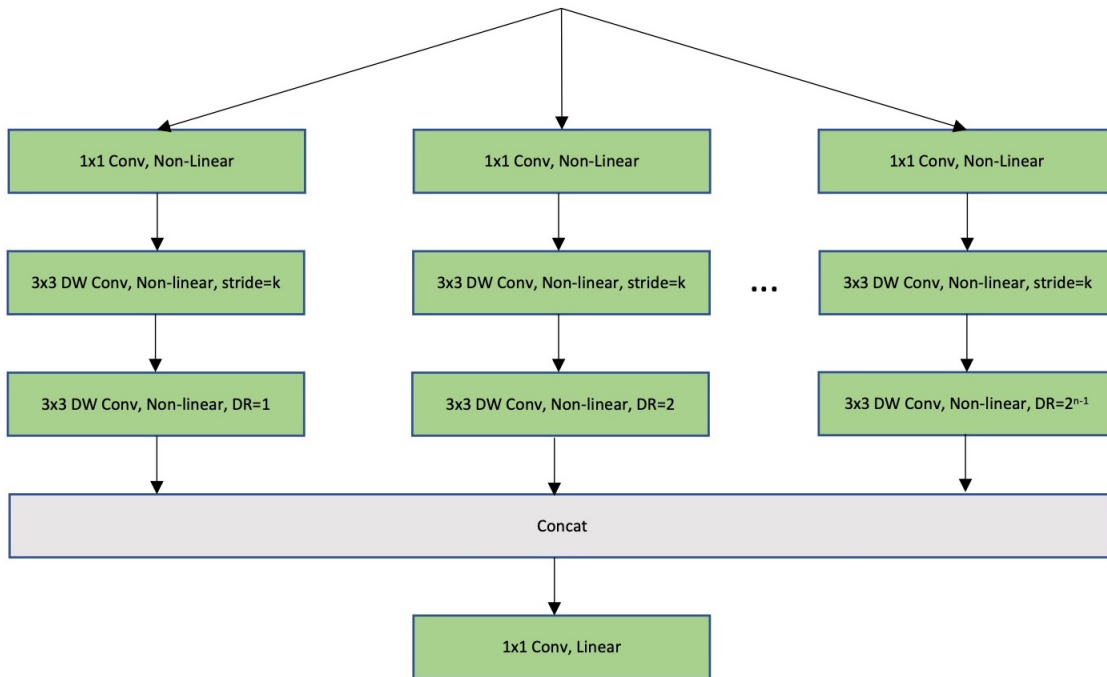 1x1 Conv, Non-Linear
1x1 Conv, Non-Linear
1x1 Conv, Non-Linear
3x3 DW Conv, Non-linear, stride=k
3x3 DW Conv, Non-linear, stride=k
...
3x3 DW Conv, Non-linear, stride=k
3x3 DW Conv, Non-linear, DR=1
3x3 DW Conv, Non-linear, DR=2
3x3 DW Conv, Non-linear, DR=2ⁿ⁻¹
Concat
1x1 Conv, Linear